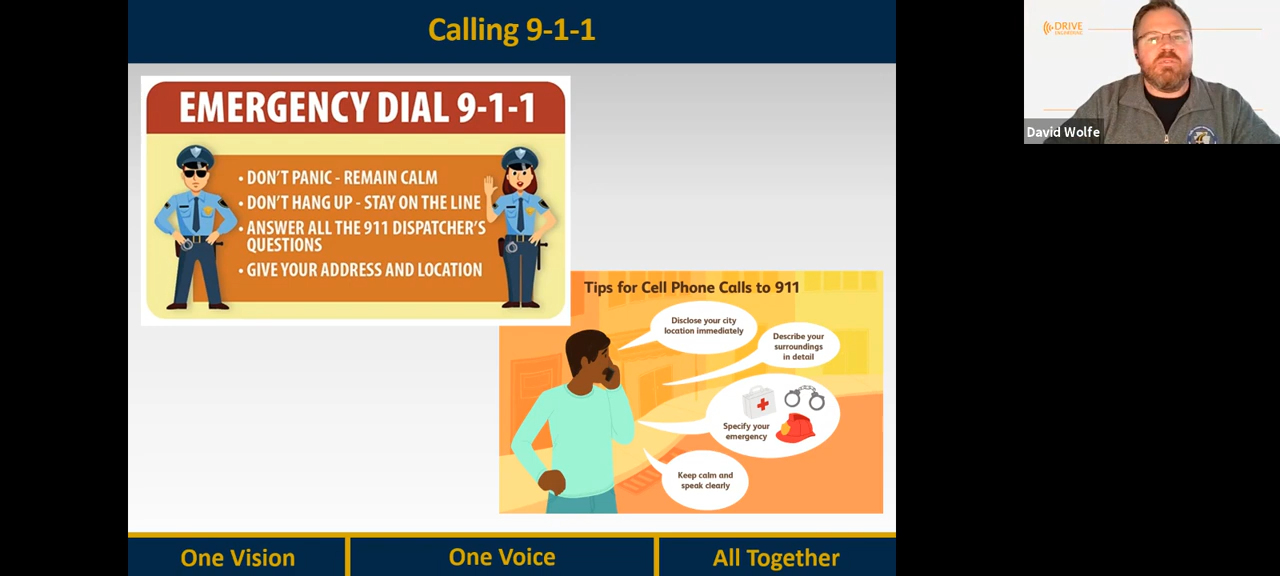 Calling 9-1-1
EMERGENCY DIAL 9-1-1
• DON'T PANIC - REMAIN CALM
• DON'T HANG UP - STAY ON THE LINE
• ANSWER ALL THE 911 DISPATCHER'S
QUESTIONS
• GIVE YOUR ADDRESS AND LOCATION
Tips for Cell Phone Calls to 911
Disclose your city
location immediately
Describe your
surroundings
in detail
Specify your
emergency
Keep calm and
speak clearly
One Vision
One Voice
All Together
DRIVE
ENGINEERING
David Wolfe